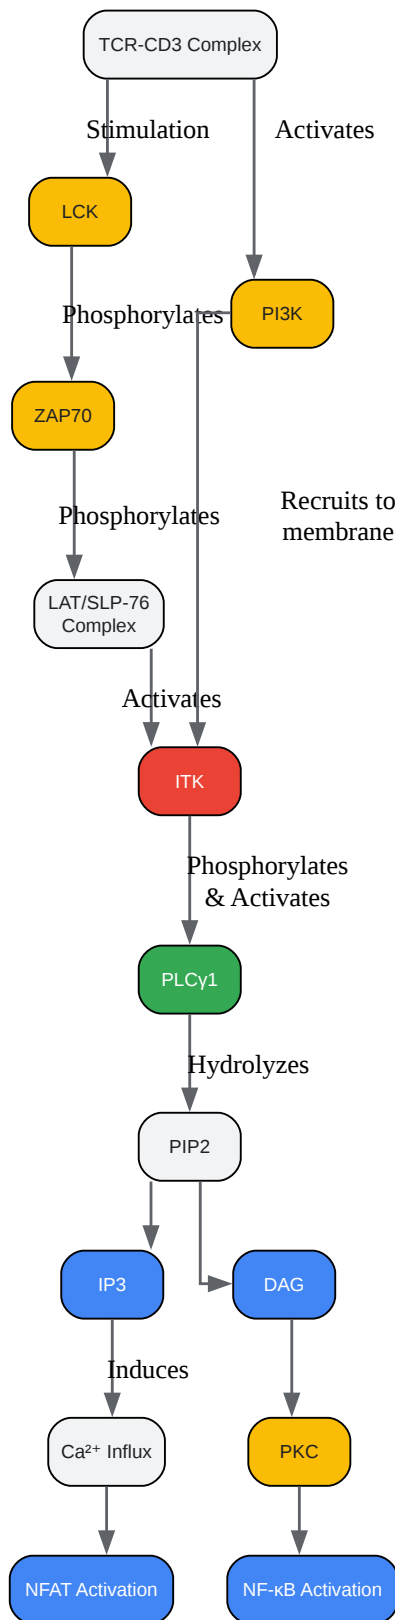 TCR-CD3 Complex
Stimulation
Activates
LCK
Phosphorylates
PI3K
ZAP70
Phosphorylates
Recruits to
membrane
LAT/SLP-76
Complex
Activates
ITK
Phosphorylates
& Activates
PLCγ1
Hydrolyzes
PIP2
IP3
DAG
Induces
Ca²⁺ Influx
PKC
NFAT Activation
NF-κB Activation